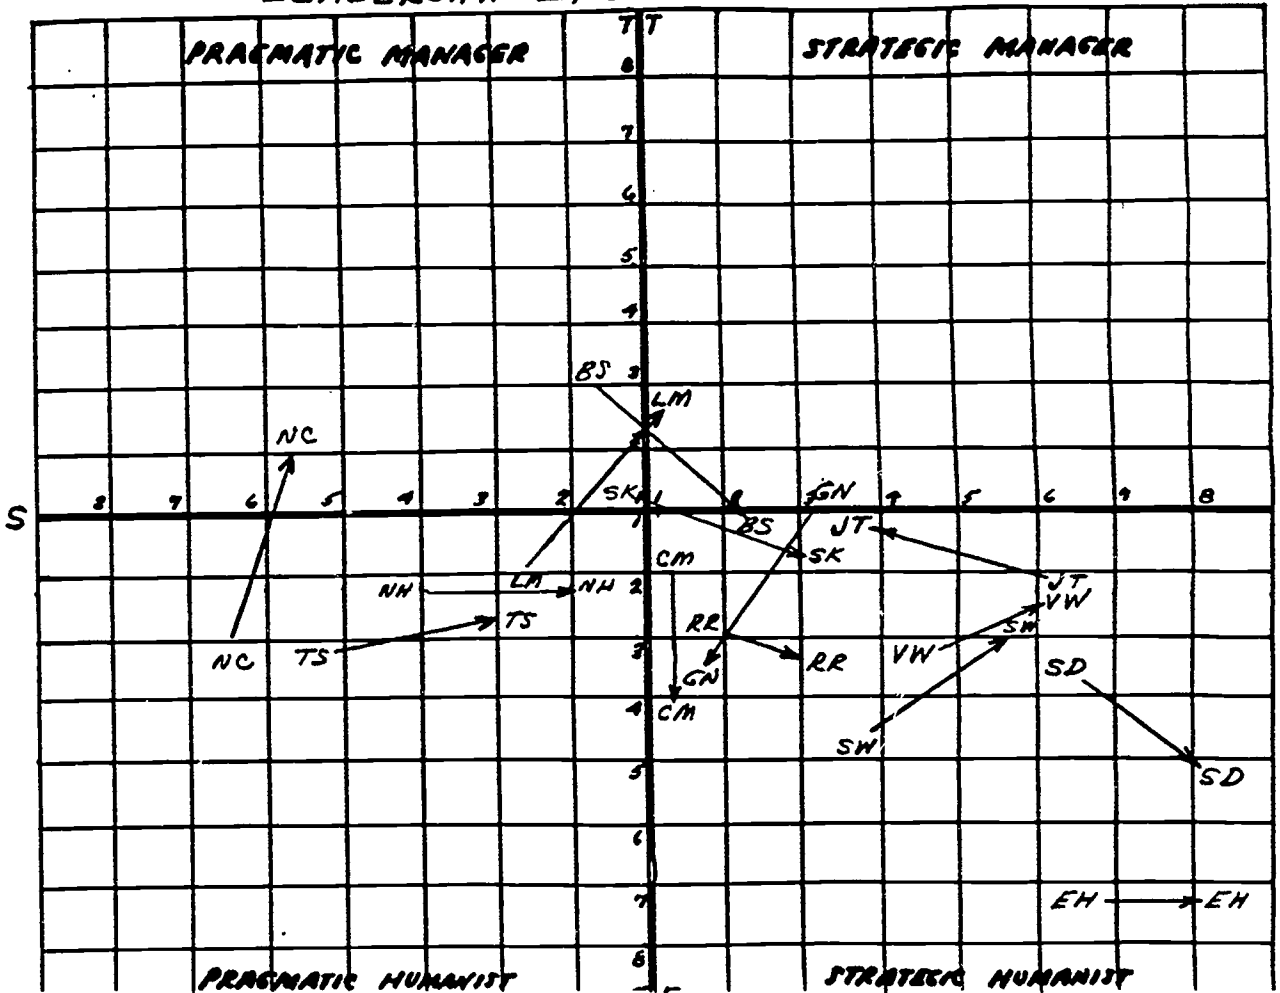 T T
PRAGMATIC MANAGER STRATEGIC MANAGER
8
7
6
5
4
BS 3
LM
NC
8 7 6 5 4 3 2 SK 1 2 GN 4 5 6 8
S
1 BS JT
SK
CM
NH LM NH 2 JT
VW
TS RR SW
NC TS 3 VW
GN RR SD
4 CM
SW
5 SD
6
7 EH EH
8
PRAGMATIC HUMANIST STRATEGIC HUMANIST